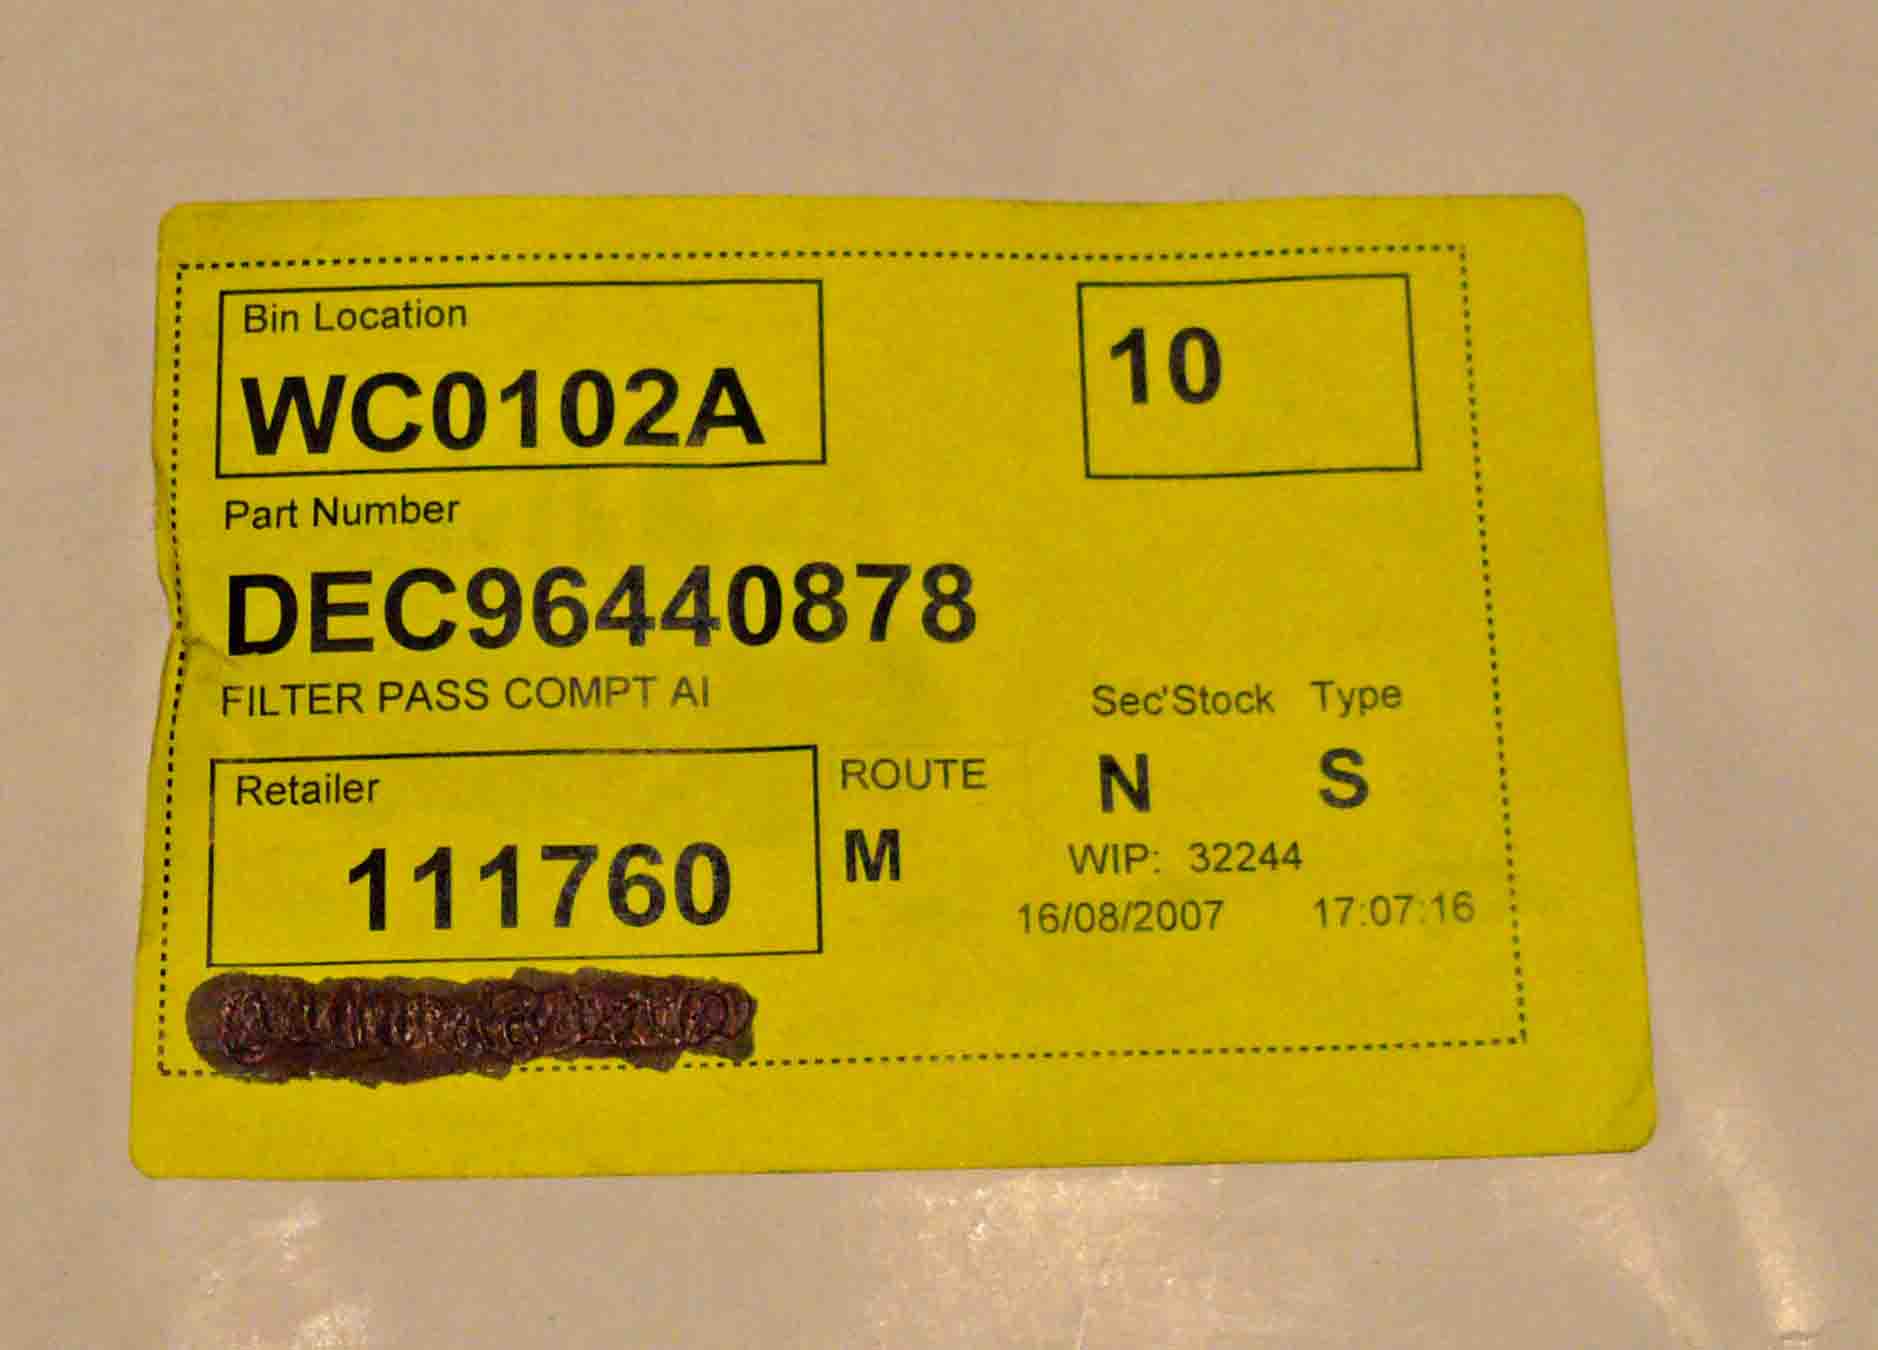 Bin Location
WC0102A
10
Part Number
DEC96440878
FILTER PASS COMPT AI
Sec'Stock Type
N S
Retailer
111760
ROUTE
M
WIP: 32244
16/08/2007 17:07:16